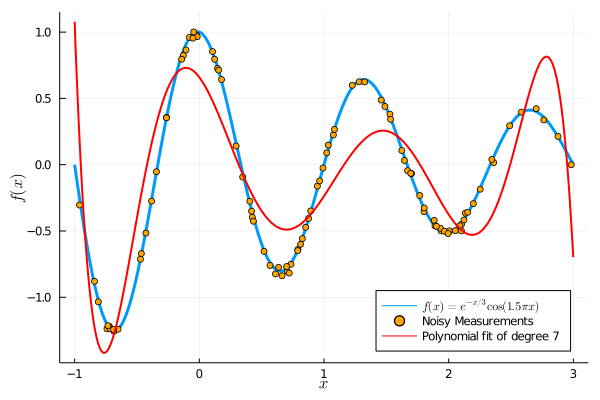 1.0
0.5
0.0
−0.5
−1.0
f(x)
−1
0
1
2
3
x
f(x) = e^{−x/3} cos(1.5πx)
Noisy Measurements
Polynomial fit of degree 7